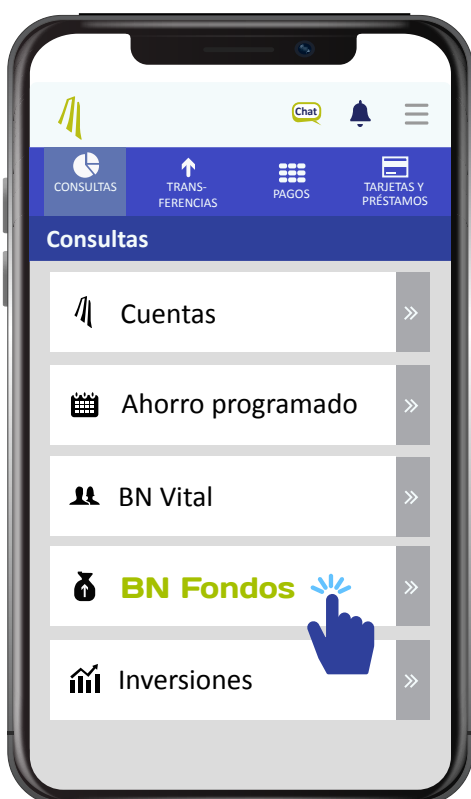 Chat
CONSULTAS
TRANS-
FERENCIAS
PAGOS
TARJETAS Y
PRÉSTAMOS
Consultas
Cuentas
Ahorro programado
BN Vital
BN Fondos
Inversiones